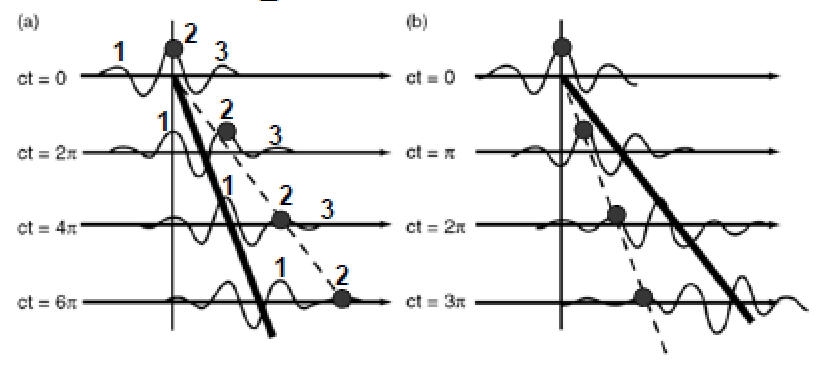 (a)
1 2 3
ct = 0
1 2 3
ct = 2π
1 2 3
ct = 4π
1 2
ct = 6π
(b)
ct = 0
ct = π
ct = 2π
ct = 3π